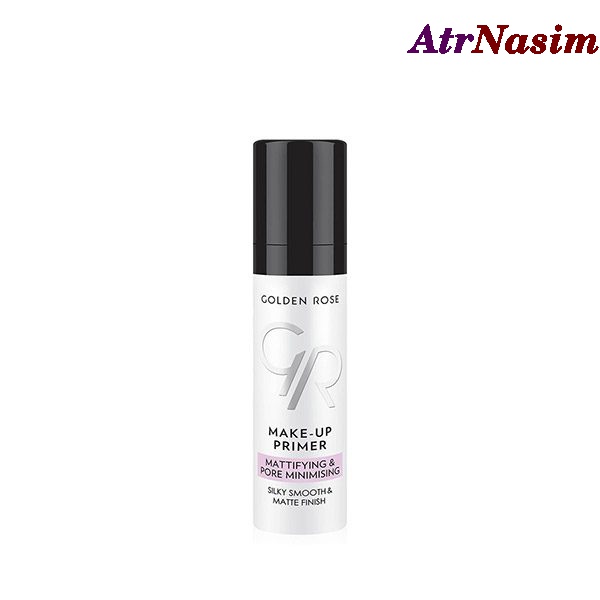 AtrNasim
GOLDEN ROSE
GR
MAKE-UP
PRIMER
MATTIFYING &
PORE MINIMISING
SILKY SMOOTH &
MATTE FINISH